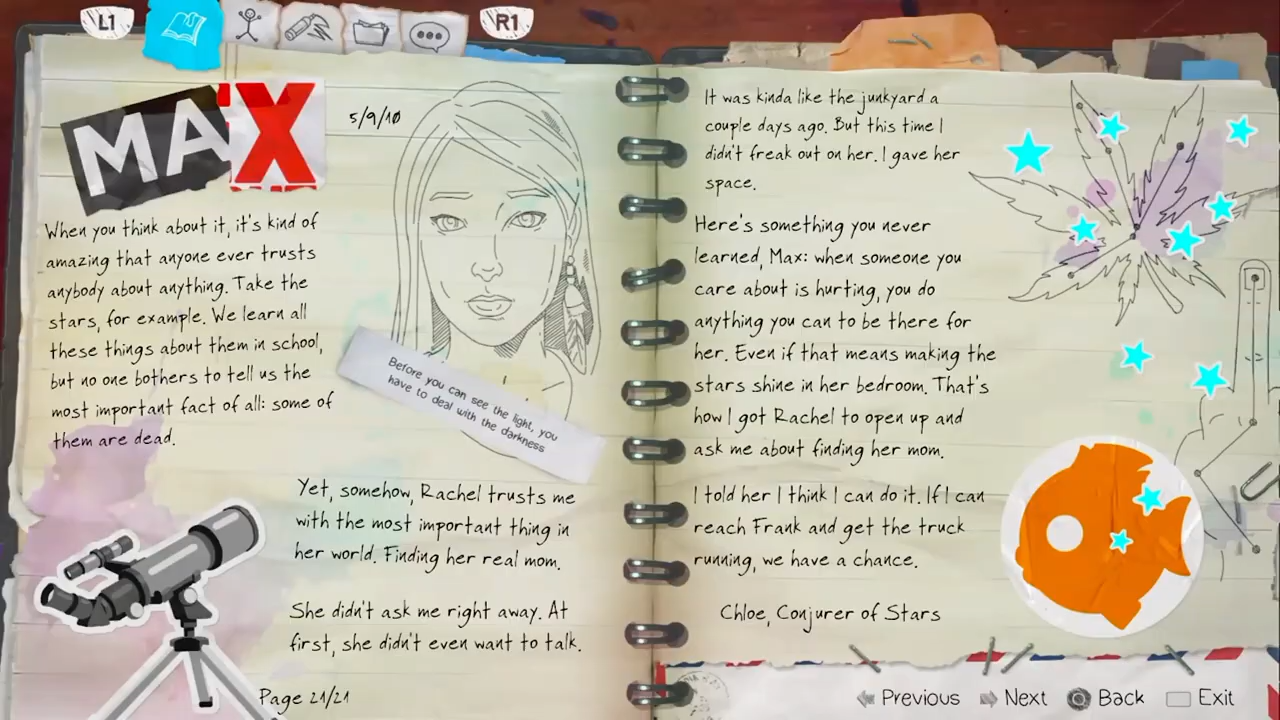 L1
R1
MAX
5/9/10
When you think about it, it's kind of
amazing that anyone ever trusts
anybody about anything. Take the
stars, for example. We learn all
these things about them in school,
but no one bothers to tell us the
most important fact of all: some of
them are dead.
Before you can see the light, you
have to deal with the darkness
Yet, somehow, Rachel trusts me
with the most important thing in
her world. Finding her real mom.
She didn't ask me right away. At
first, she didn't even want to talk.
Page 21/21
It was kinda like the junkyard a
couple days ago. But this time I
didn't freak out on her. I gave her
space.
Here's something you never
learned, Max: when someone you
care about is hurting, you do
anything you can to be there for
her. Even if that means making the
stars shine in her bedroom. That's
how I got Rachel to open up and
ask me about finding her mom.
I told her I think I can do it. If I can
reach Frank and get the truck
running, we have a chance.
Chloe, Conjurer of Stars
Previous
Next
Back
Exit